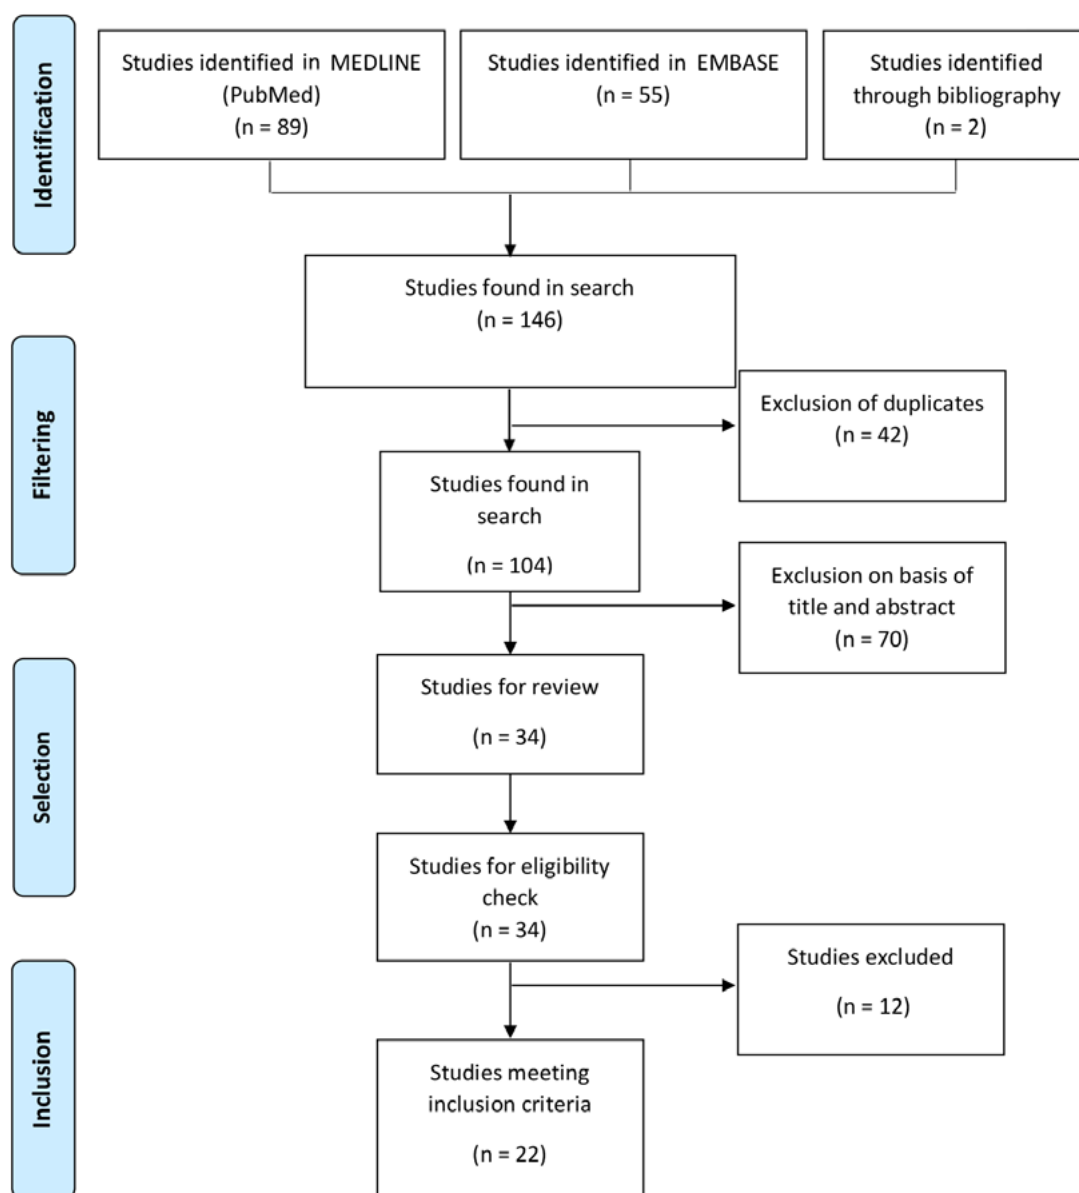 Identification
Studies identified in MEDLINE
(PubMed)
(n = 89)
Studies identified in EMBASE
(n = 55)
Studies identified
through bibliography
(n = 2)
Studies found in search
(n = 146)
Filtering
Exclusion of duplicates
(n = 42)
Studies found in
search
(n = 104)
Exclusion on basis of
title and abstract
(n = 70)
Selection
Studies for review
(n = 34)
Studies for eligibility
check
(n = 34)
Inclusion
Studies excluded
(n = 12)
Studies meeting
inclusion criteria
(n = 22)